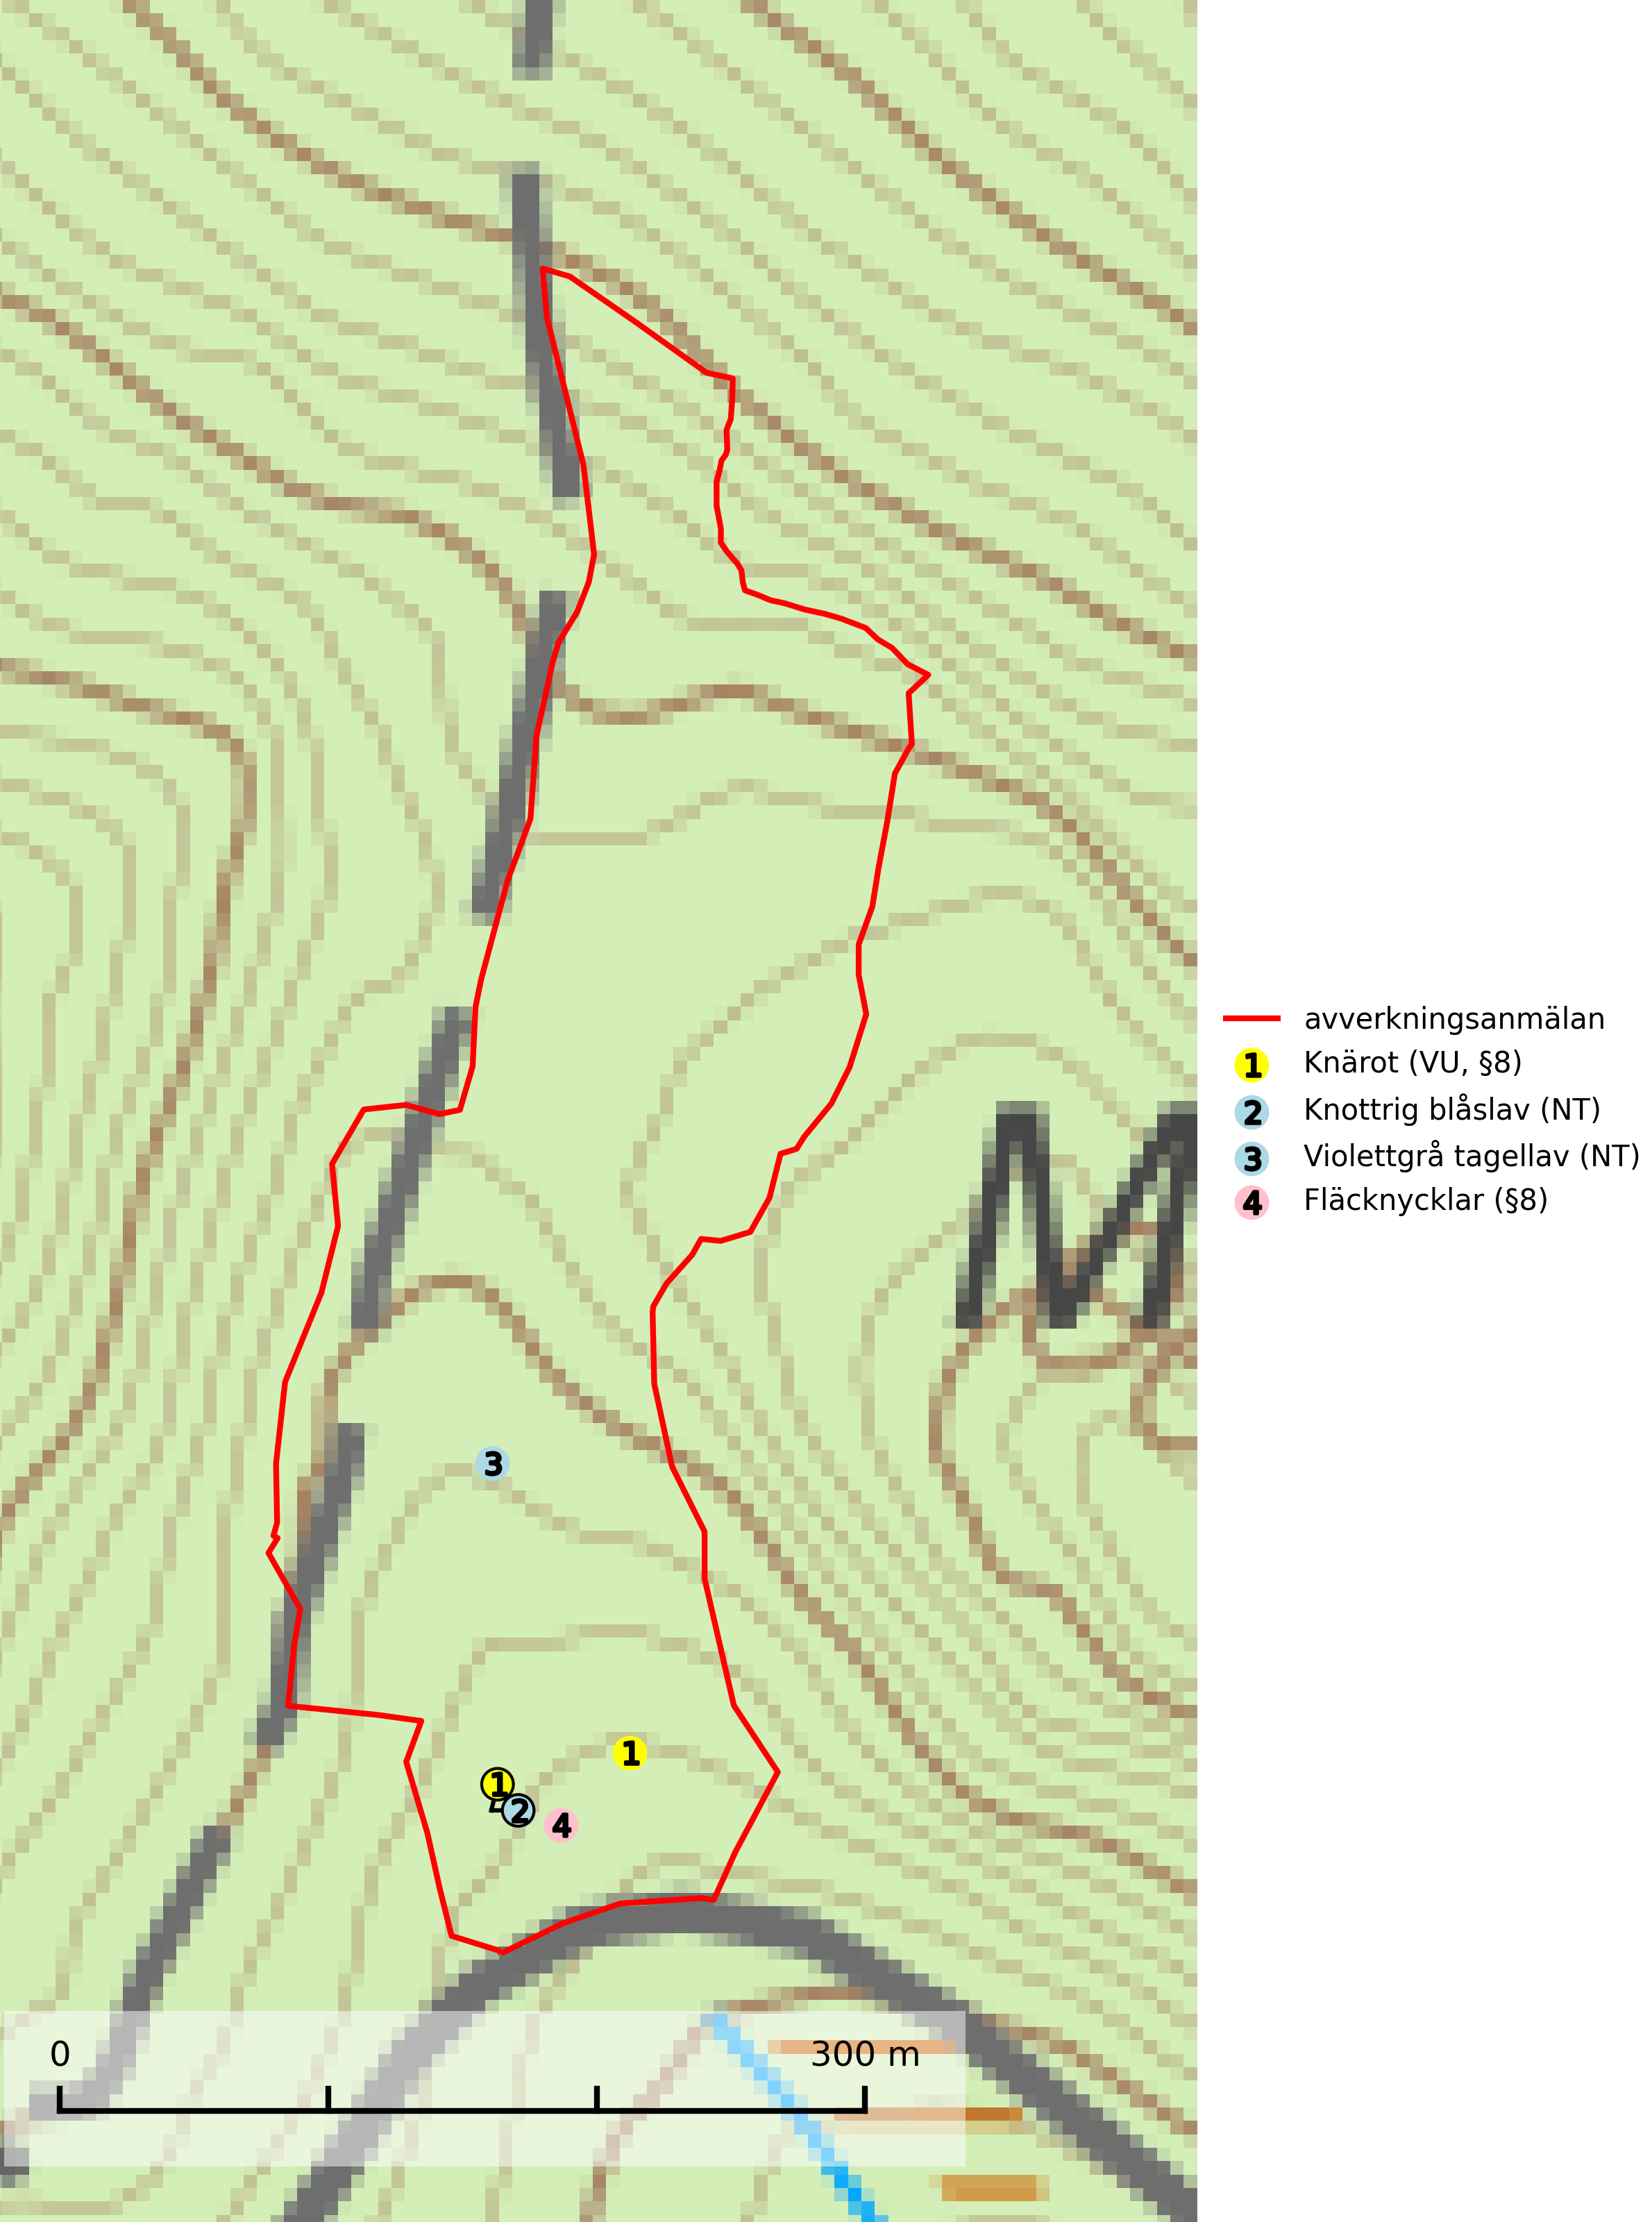 avverkningsanmälan
1 Knärot (VU, §8)
2 Knottrig blåslav (NT)
3 Violettgrå tagellav (NT)
4 Fläcknycklar (§8)
M
3
1
1
2
4
0 300 m